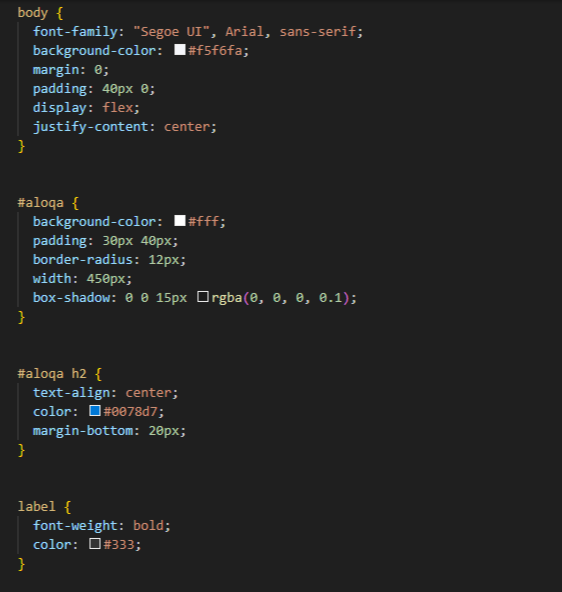 body {
font-family: "Segoe UI", Arial, sans-serif;
background-color: #f5f6fa;
margin: 0;
padding: 40px 0;
display: flex;
justify-content: center;
}
#aloqa {
background-color: #fff;
padding: 30px 40px;
border-radius: 12px;
width: 450px;
box-shadow: 0 0 15px rgba(0, 0, 0, 0.1);
}
#aloqa h2 {
text-align: center;
color: #0078d7;
margin-bottom: 20px;
}
label {
font-weight: bold;
color: #333;
}